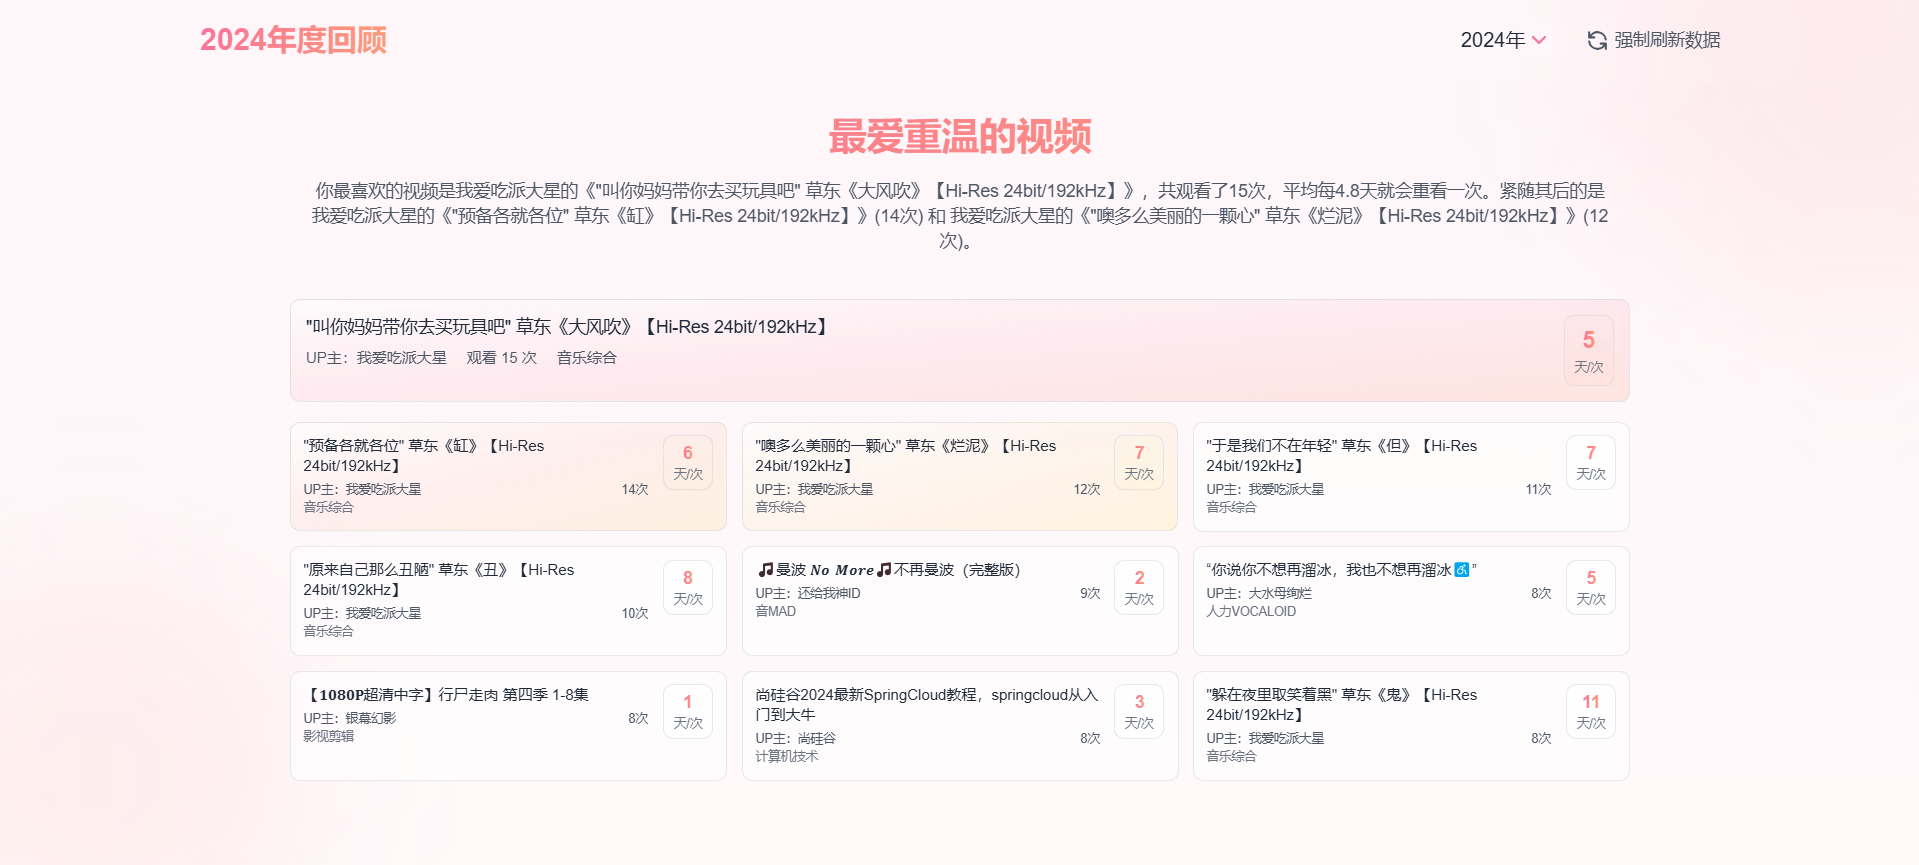 2024年度回顾
2024年
强制刷新数据
最爱重温的视频
你最喜欢的视频是我爱吃派大星的《"叫你妈妈带你去买玩具吧" 草东《大风吹》【Hi-Res 24bit/192kHz】》，共观看了15次，平均每4.8天就会重看一次。紧随其后的是
我爱吃派大星的《"预备各就各位" 草东《缸》【Hi-Res 24bit/192kHz】》(14次) 和 我爱吃派大星的《"噢多么美丽的一颗心" 草东《烂泥》【Hi-Res 24bit/192kHz】》(12
次)。
"叫你妈妈带你去买玩具吧" 草东《大风吹》【Hi-Res 24bit/192kHz】
UP主：我爱吃派大星 观看 15 次 音乐综合
5
天/次
"预备各就各位" 草东《缸》【Hi-Res
24bit/192kHz】
UP主：我爱吃派大星 14次
音乐综合
6
天/次
"噢多么美丽的一颗心" 草东《烂泥》【Hi-Res
24bit/192kHz】
UP主：我爱吃派大星 12次
音乐综合
7
天/次
"于是我们不在年轻" 草东《但》【Hi-Res
24bit/192kHz】
UP主：我爱吃派大星 11次
音乐综合
7
天/次
"原来自己那么丑陋" 草东《丑》【Hi-Res
24bit/192kHz】
UP主：我爱吃派大星 10次
音乐综合
8
天/次
🎵曼波 𝑵𝒐 𝑴𝒐𝒓𝒆🎵不再曼波（完整版）
UP主：还给我神ID 9次
音MAD
2
天/次
“你说你不想再溜冰，我也不想再溜冰♿”
UP主：大水母绚烂 8次
人力VOCALOID
5
天/次
【𝟏𝟎𝟖𝟎𝐏超清中字】行尸走肉 第四季 1-8集
UP主：银幕幻影 8次
影视剪辑
1
天/次
尚硅谷2024最新SpringCloud教程，springcloud从入
门到大牛
UP主：尚硅谷 8次
计算机技术
3
天/次
"躲在夜里取笑着黑" 草东《鬼》【Hi-Res
24bit/192kHz】
UP主：我爱吃派大星 8次
音乐综合
11
天/次